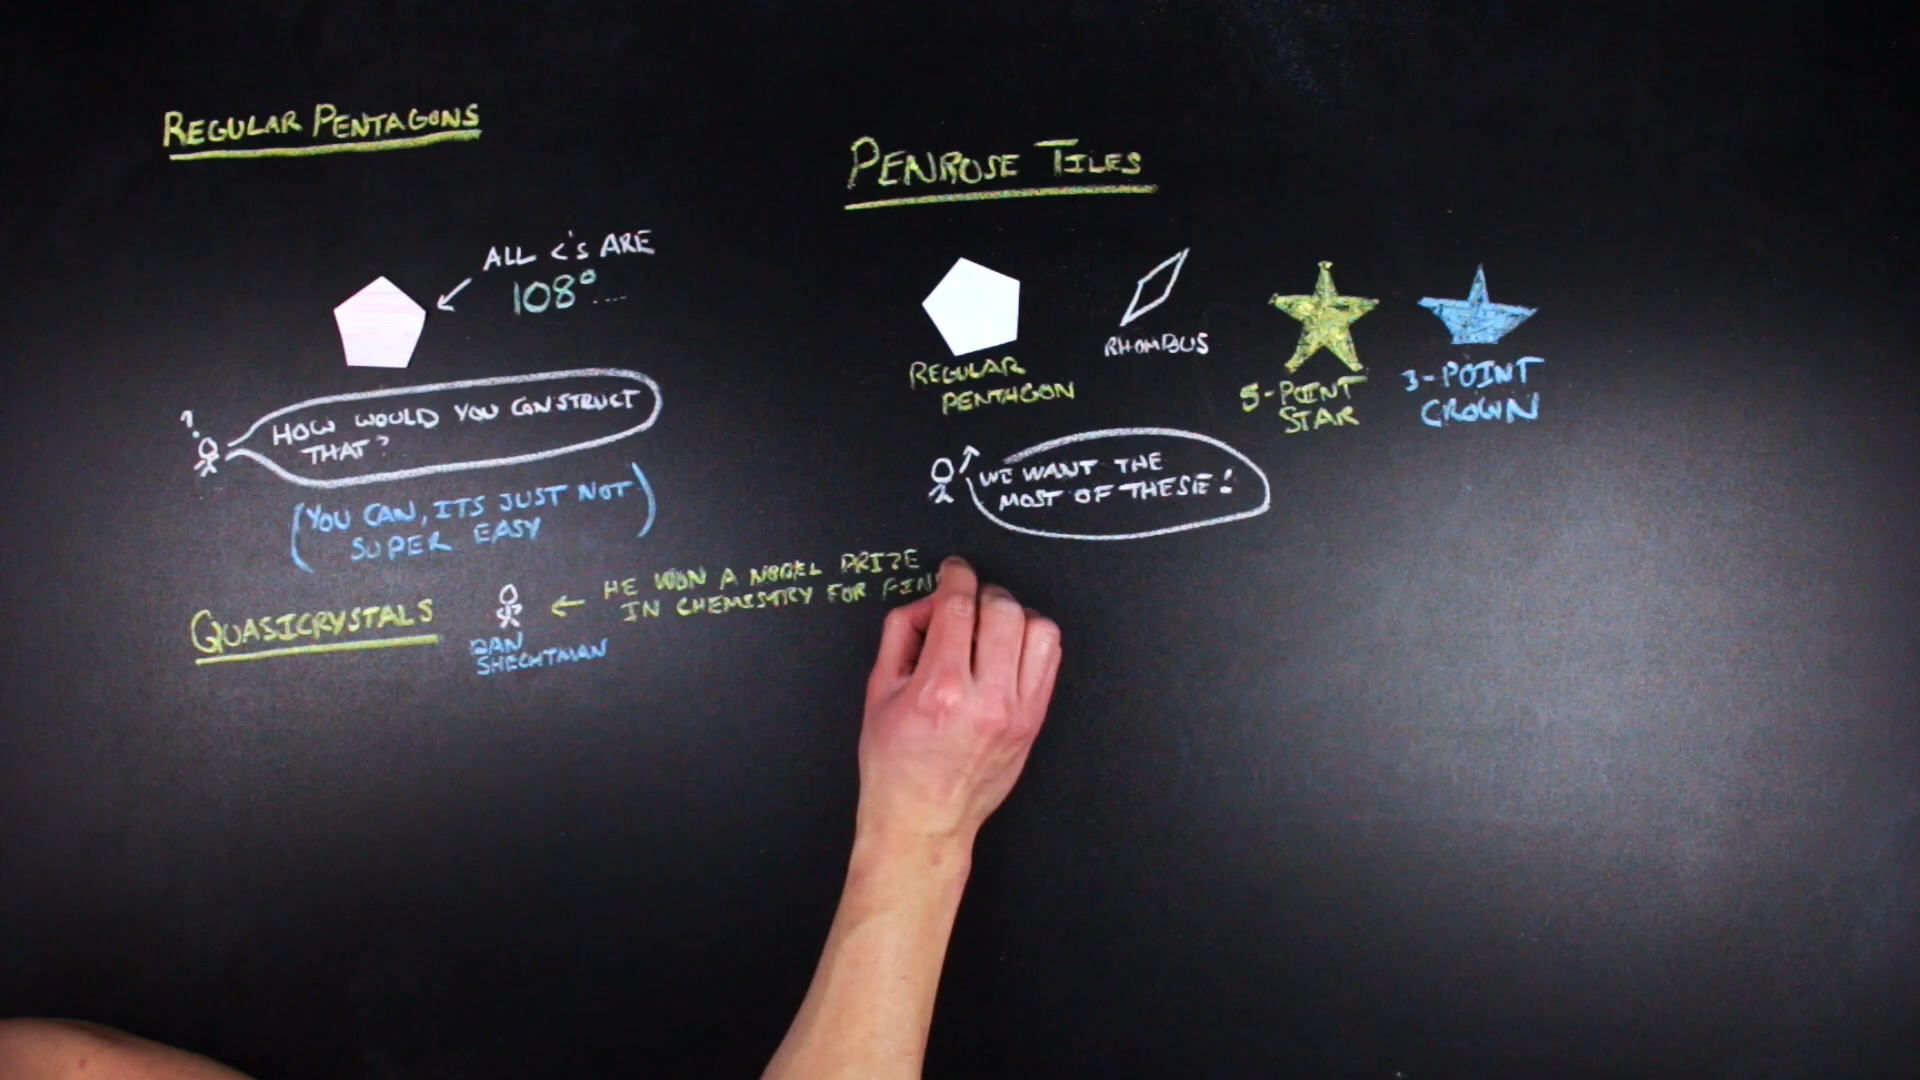 REGULAR PENTAGONS
ALL <'s ARE
108°....
HOW WOULD YOU CONSTRUCT
THAT?
(YOU CAN, ITS JUST NOT
SUPER EASY)
QUASICRYSTALS
DAN
SHECHTMAN
← HE WON A NOBEL PRIZE
IN CHEMISTRY FOR FIN
PENROSE TILES
REGULAR
PENTAGON
RHOMBUS
5-POINT
STAR
3-POINT
CROWN
WE WANT THE
MOST OF THESE!